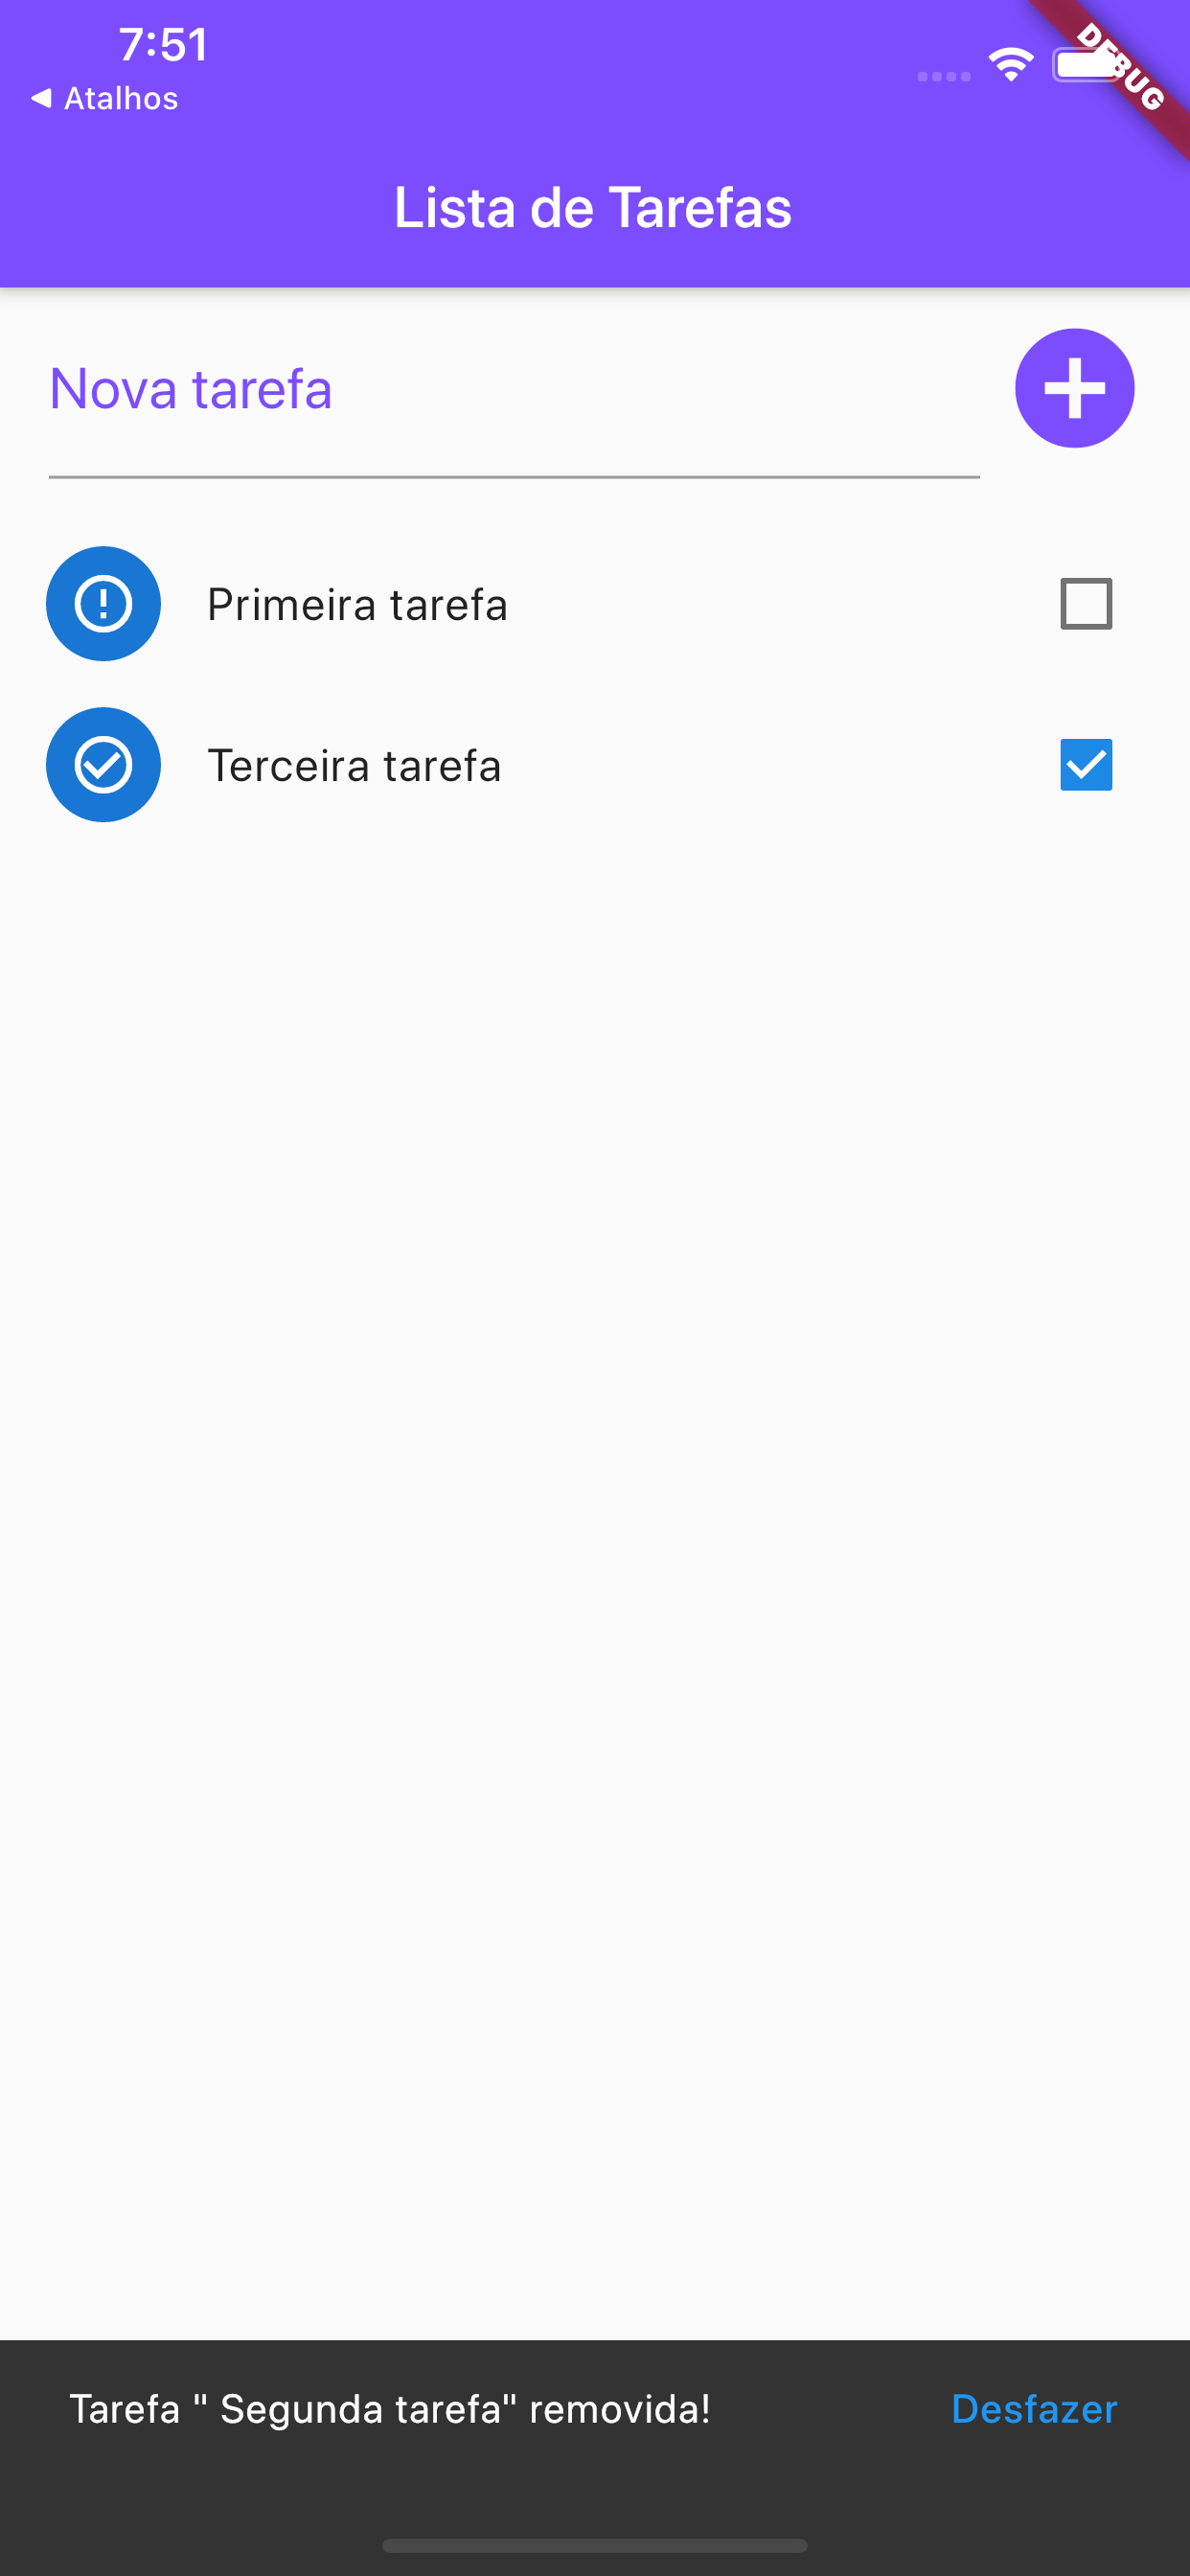 7:51
Atalhos
DEBUG
Lista de Tarefas
Nova tarefa
Primeira tarefa
Terceira tarefa
Tarefa " Segunda tarefa" removida!
Desfazer